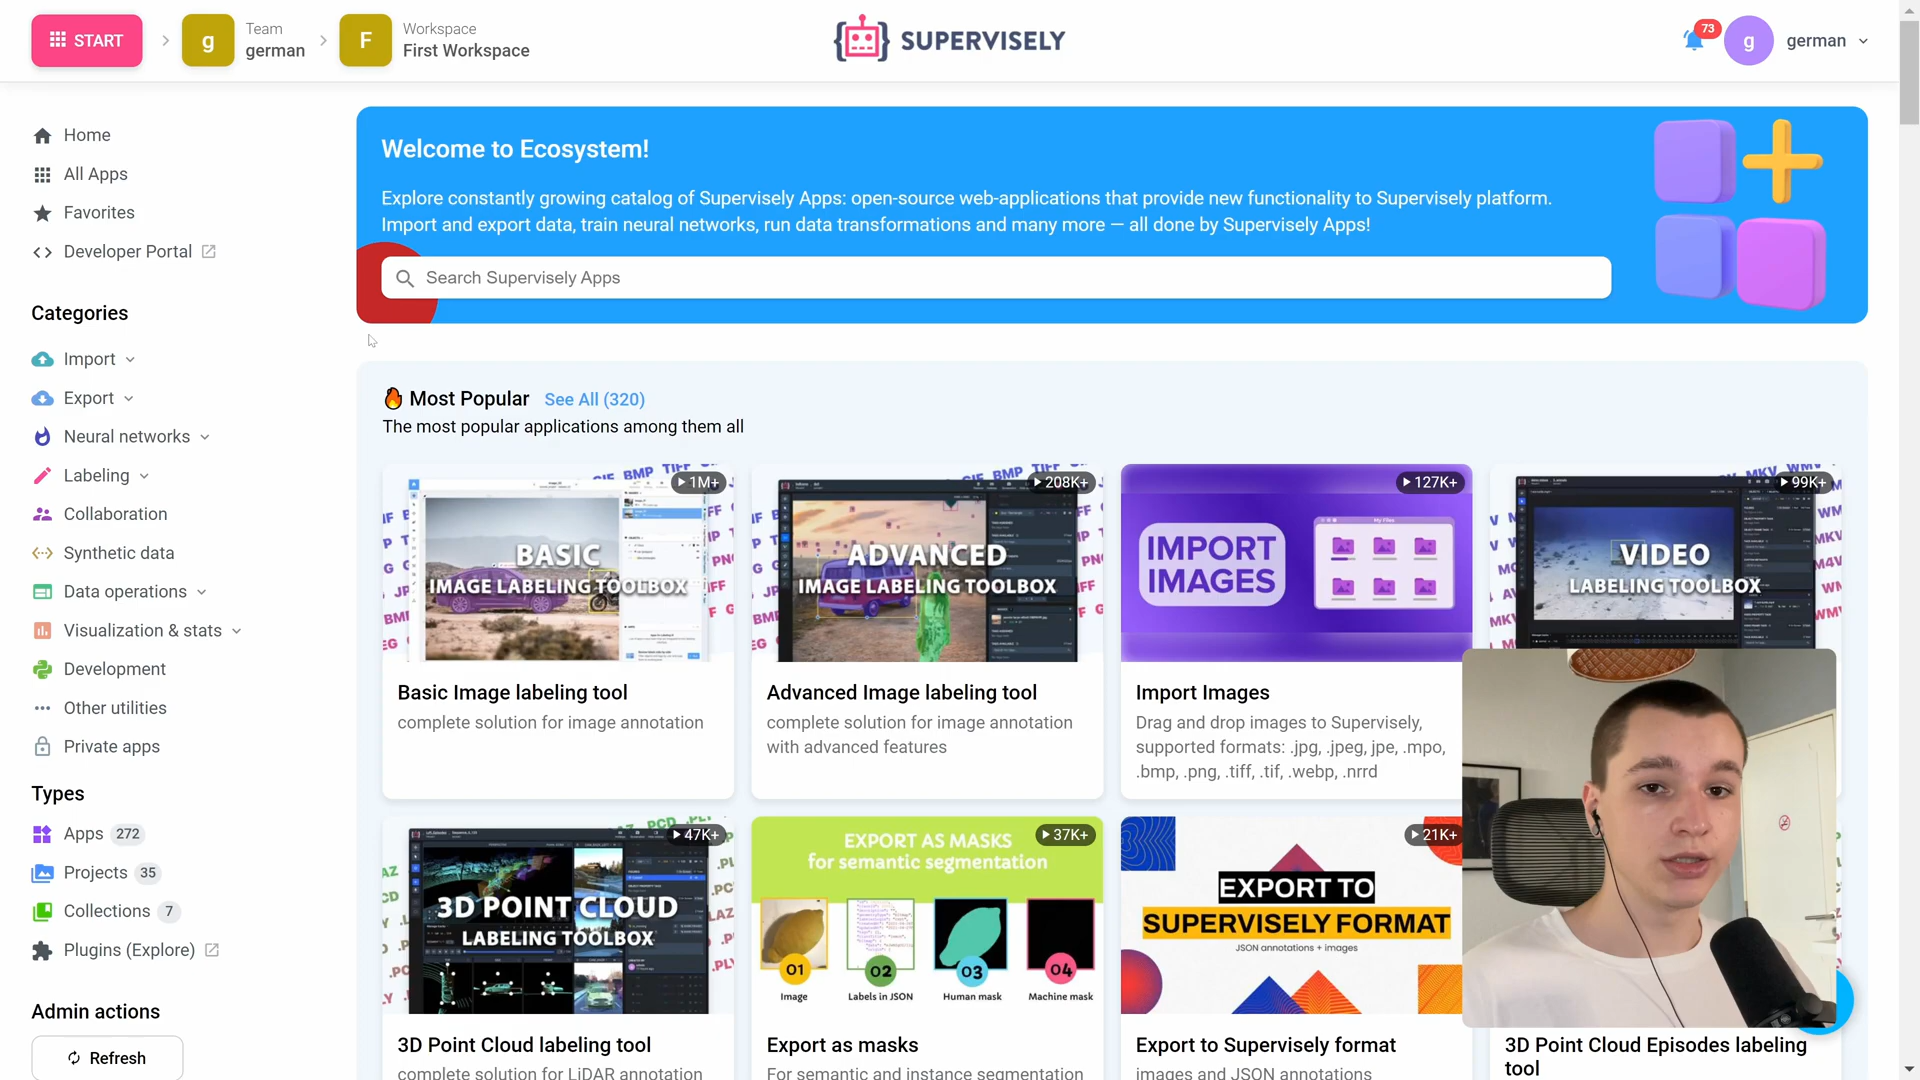 START
g
Team
german
F
Workspace
First Workspace
SUPERVISELY
73
g
german
Home
All Apps
Favorites
Developer Portal
Categories
Import
Export
Neural networks
Labeling
Collaboration
Synthetic data
Data operations
Visualization & stats
Development
Other utilities
Private apps
Types
Apps 272
Projects 35
Collections 7
Plugins (Explore)
Admin actions
Refresh
Welcome to Ecosystem!
Explore constantly growing catalog of Supervisely Apps: open-source web-applications that provide new functionality to Supervisely platform.
Import and export data, train neural networks, run data transformations and many more — all done by Supervisely Apps!
Search Supervisely Apps
Most Popular See All (320)
The most popular applications among them all
1M+
BASIC
IMAGE LABELING TOOLBOX
Basic Image labeling tool
complete solution for image annotation
208K+
ADVANCED
IMAGE LABELING TOOLBOX
Advanced Image labeling tool
complete solution for image annotation
with advanced features
127K+
IMPORT
IMAGES
My Files
Import Images
Drag and drop images to Supervisely,
supported formats: .jpg, .jpeg, jpe, .mpo,
.bmp, .png, .tiff, .tif, .webp, .nrrd
99K+
VIDEO
LABELING TOOLBOX
47K+
3D POINT CLOUD
LABELING TOOLBOX
3D Point Cloud labeling tool
complete solution for LiDAR annotation
37K+
EXPORT AS MASKS
for semantic segmentation
01
02
03
04
Image
Labels in JSON
Human mask
Machine mask
Export as masks
For semantic and instance segmentation
21K+
EXPORT TO
SUPERVISELY FORMAT
JSON annotations + images
Export to Supervisely format
images and JSON annotations
3D Point Cloud Episodes labeling
tool